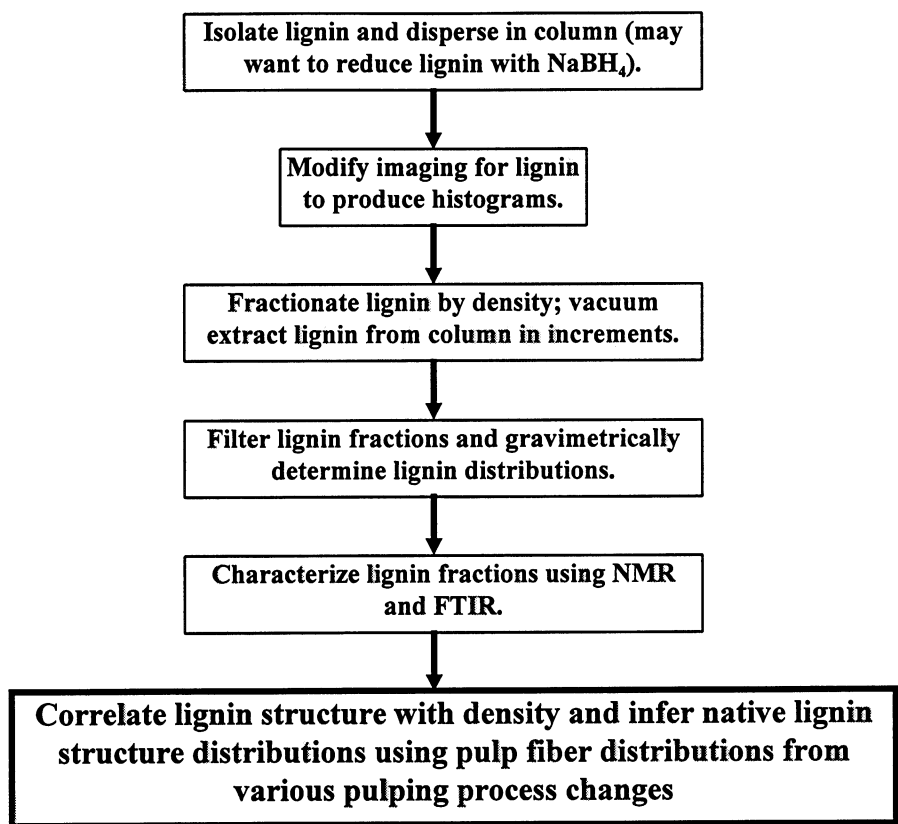 Isolate lignin and disperse in column (may
want to reduce lignin with NaBH₄).
Modify imaging for lignin
to produce histograms.
Fractionate lignin by density; vacuum
extract lignin from column in increments.
Filter lignin fractions and gravimetrically
determine lignin distributions.
Characterize lignin fractions using NMR
and FTIR.
Correlate lignin structure with density and infer native lignin
structure distributions using pulp fiber distributions from
various pulping process changes